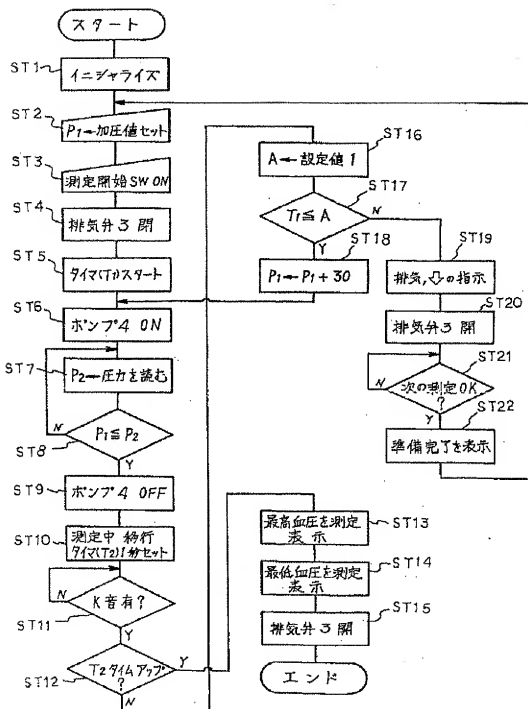 スタート
ST1
イニシャライズ
ST2
P1←加圧値セット
ST3
測定開始SW ON
ST4
排気弁3 閉
ST5
タイマ(T1)スタート
ST6
ポンプ4 ON
ST7
P2←圧力を読む
P1≦P2
N
ST8
Y
ST9
ポンプ4 OFF
ST10
測定中 移行
タイマ(T2)1秒セット
K音有?
N
ST11
Y
T2タイムアップ
?
Y
ST12
N
ST13
最高血圧を測定
表示
ST14
最低血圧を測定
表示
ST15
排気弁3 開
エンド
ST16
A←設定値1
ST17
T1≦A
N
Y
ST18
P1←P1+30
ST19
排気,⇩の指示
ST20
排気弁3 開
ST21
次の測定OK
?
N
Y
ST22
準備完了を表示